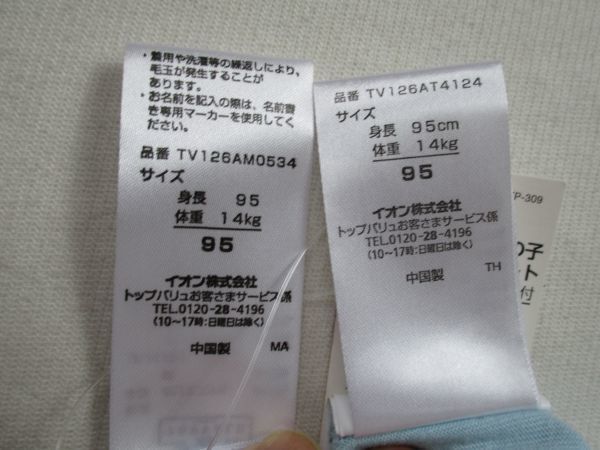 ・着用や洗濯等の繰返しにより、
毛玉が発生することが
あります。
・お名前を記入の際は、名前書
き専用マーカーを使用してく
ださい。
品番 TV126AM0534
サイズ
身長 95
体重 14kg
95
イオン株式会社
トップバリュお客さまサービス係
TEL.0120-28-4196
(10~17時:日曜日は除く)
中国製 MA
品番 TV126AT4124
サイズ
身長 95cm
体重 14kg
95
イオン株式会社
トップバリュお客さまサービス係
TEL.0120-28-4196
(10~17時:日曜日は除く)
中国製 TH
P-309
の子
ット
付